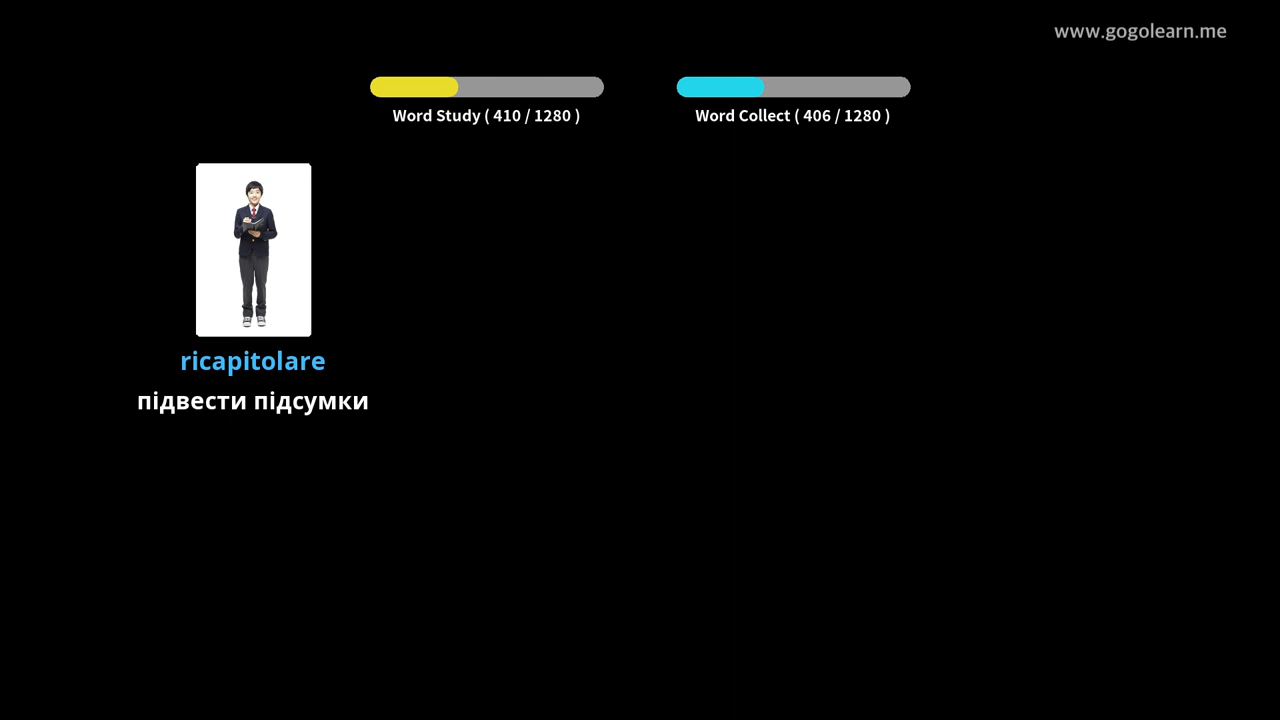 www.gogolearn.me
Word Study ( 410 / 1280 )
Word Collect ( 406 / 1280 )
ricapitolare
підвести підсумки